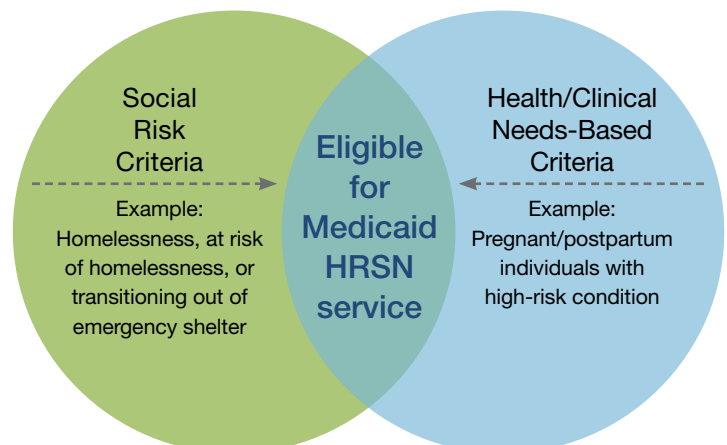 Social
Risk
Criteria
Example:
Homelessness, at risk
of homelessness, or
transitioning out of
emergency shelter
Eligible
for
Medicaid
HRSN
service
Health/Clinical
Needs-Based
Criteria
Example:
Pregnant/postpartum
individuals with
high-risk condition